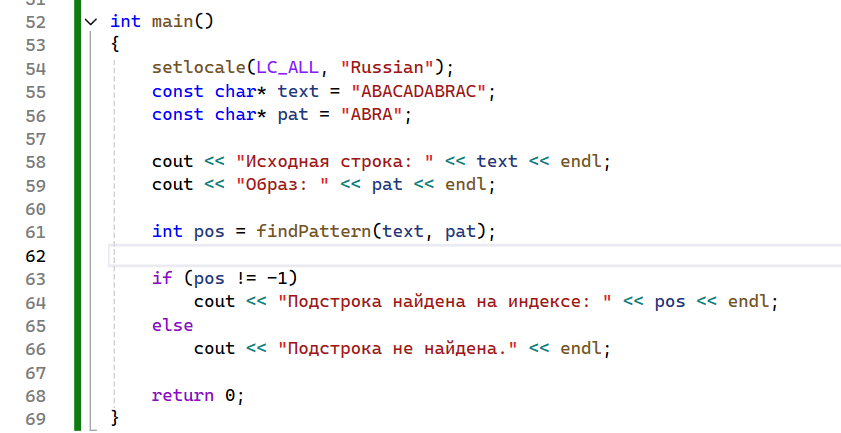 52 int main()
53 {
54 setlocale(LC_ALL, "Russian");
55 const char* text = "ABACADABRAC";
56 const char* pat = "ABRA";
57
58 cout << "Исходная строка: " << text << endl;
59 cout << "Образ: " << pat << endl;
60
61 int pos = findPattern(text, pat);
62
63 if (pos != -1)
64 cout << "Подстрока найдена на индексе: " << pos << endl;
65 else
66 cout << "Подстрока не найдена." << endl;
67
68 return 0;
69 }